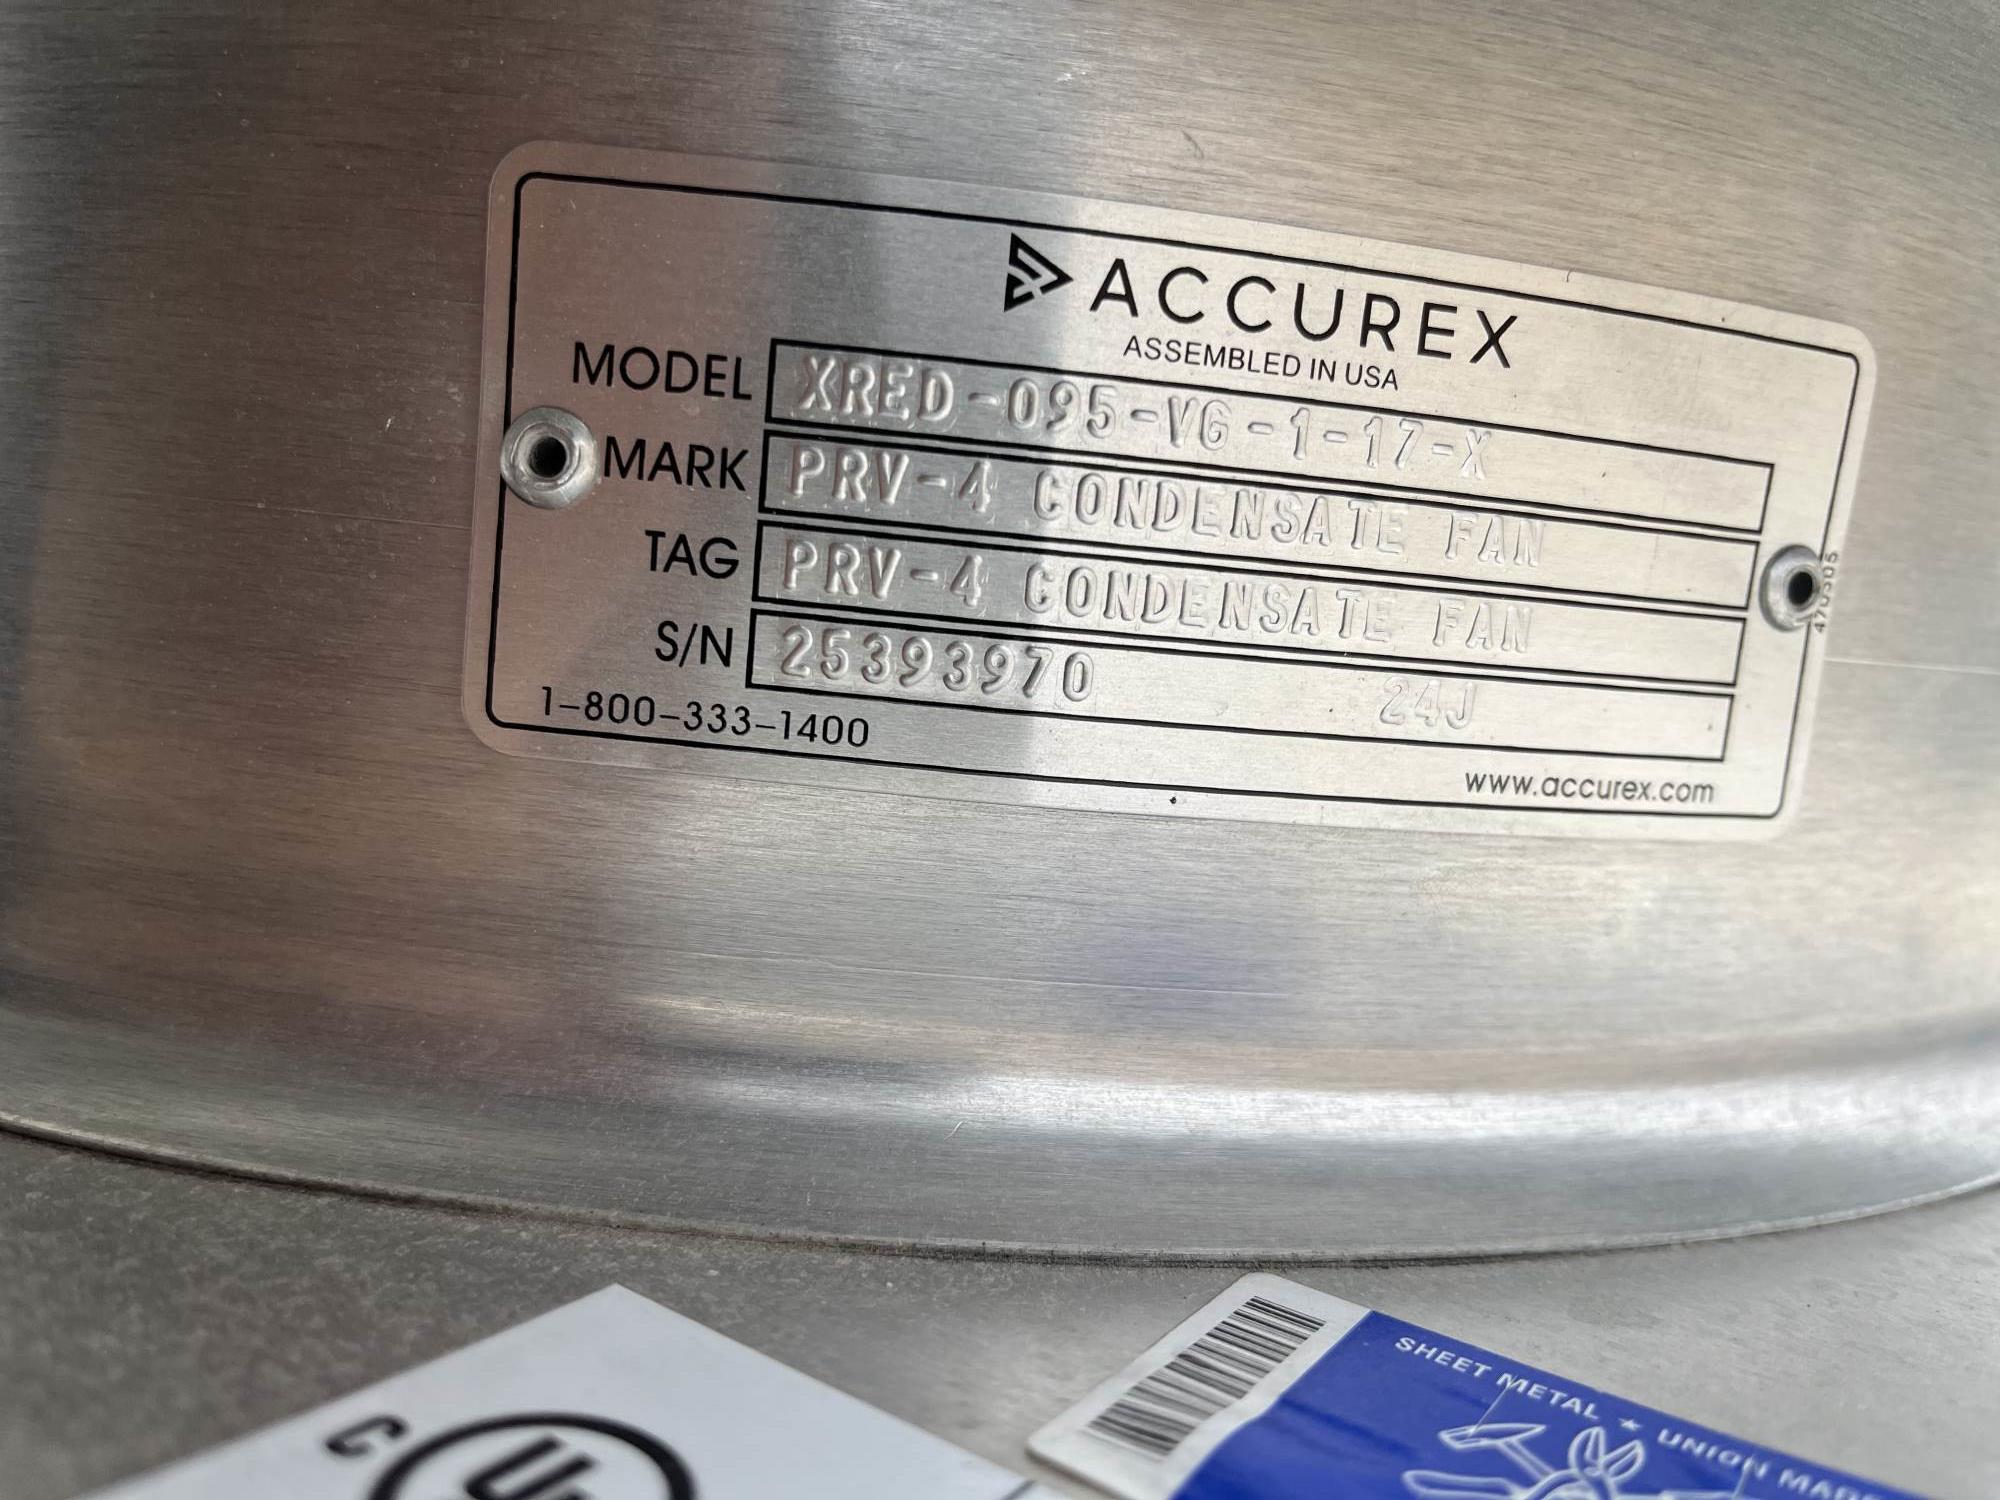 ACCUREX
ASSEMBLED IN USA
MODEL XRED-095-VG-1-17-X
MARK PRV-4 CONDENSATE FAN
TAG PRV-4 CONDENSATE FAN
S/N 25393970 24J
1-800-333-1400
www.accurex.com
C
SHEET METAL ★ UNION MADE